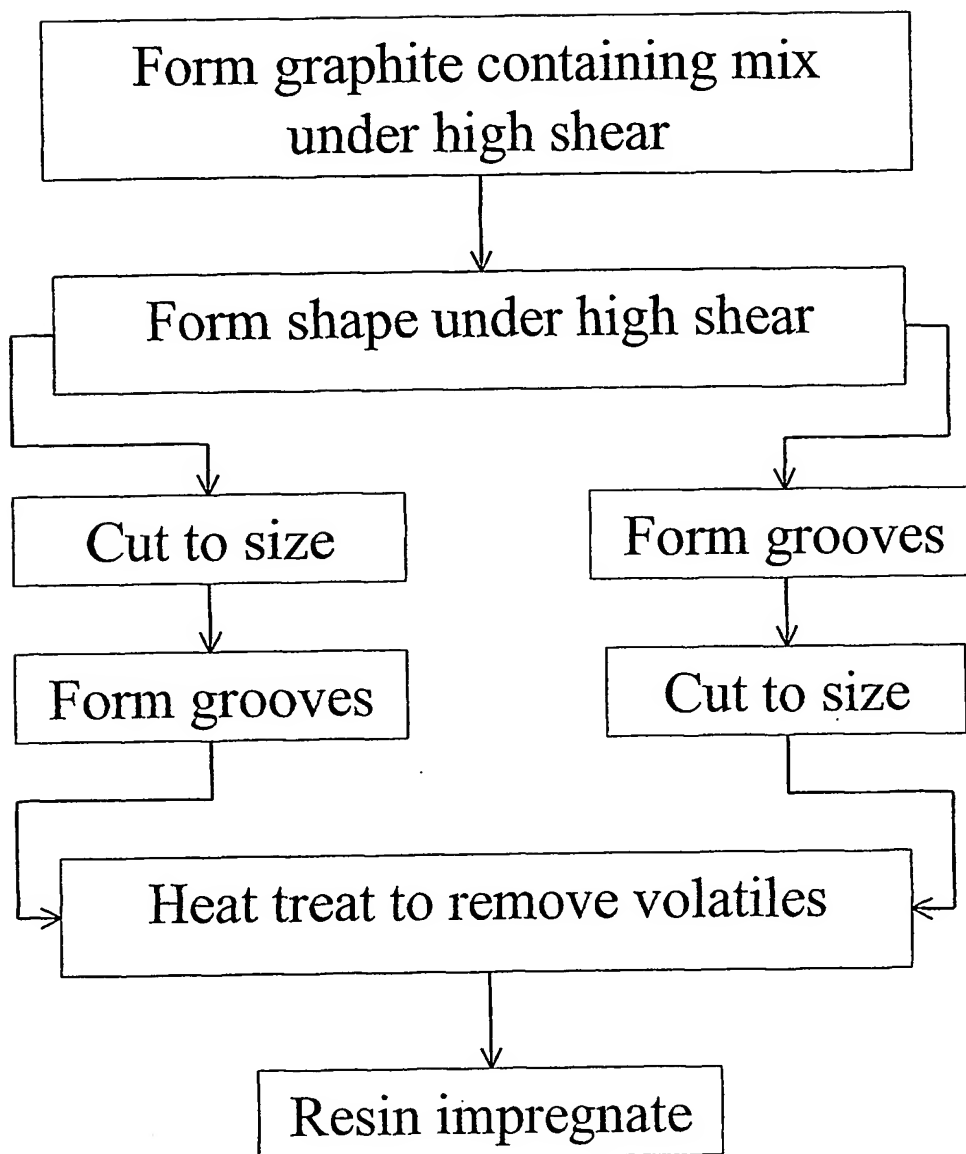 Form graphite containing mix
under high shear
Form shape under high shear
Cut to size
Form grooves
Form grooves
Cut to size
Heat treat to remove volatiles
Resin impregnate